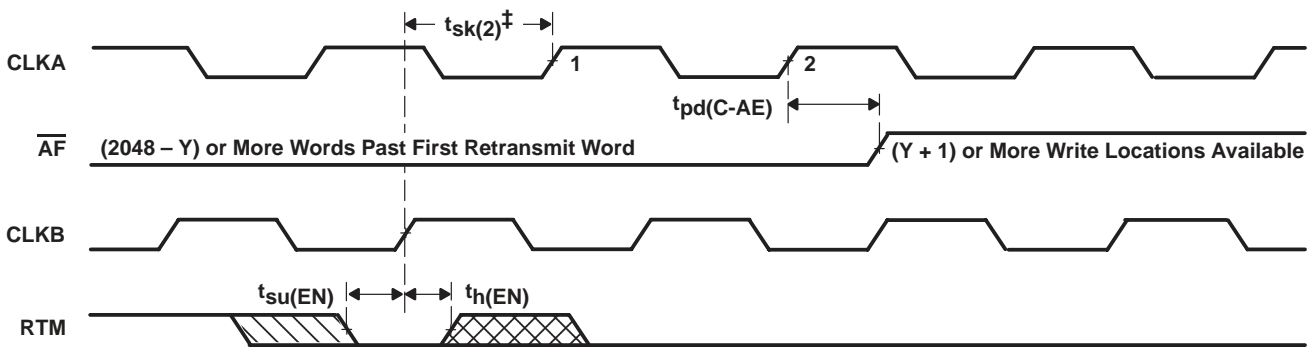 tsk(2)‡
CLKA
1
2
tpd(C-AE)
AF
(2048 – Y) or More Words Past First Retransmit Word
(Y + 1) or More Write Locations Available
CLKB
tsu(EN)
th(EN)
RTM